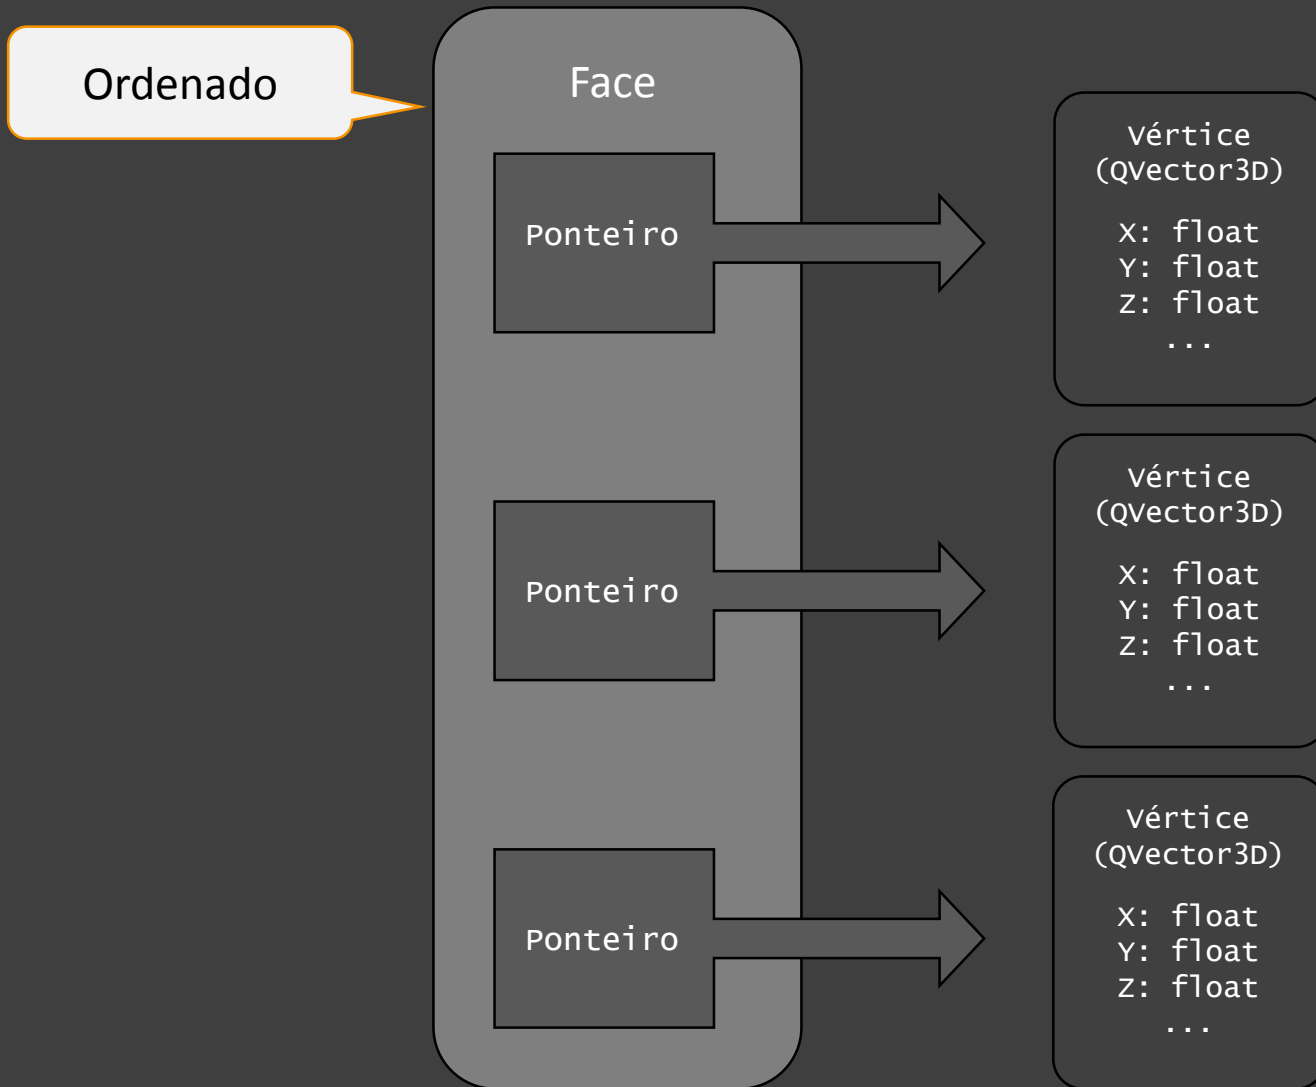 Ordenado
Face
Ponteiro
Vértice
(QVector3D)
X: float
Y: float
Z: float
...
Ponteiro
Vértice
(QVector3D)
X: float
Y: float
Z: float
...
Ponteiro
Vértice
(QVector3D)
X: float
Y: float
Z: float
...